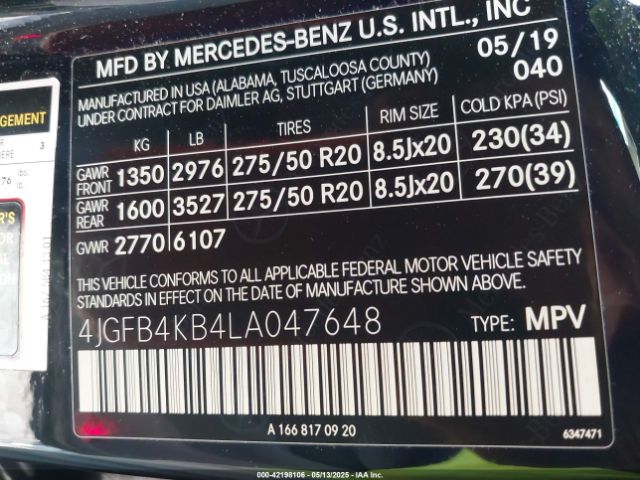 MFD BY MERCEDES-BENZ U.S. INTL., INC
MANUFACTURED IN USA (ALABAMA, TUSCALOOSA COUNTY) 05/19
UNDER CONTRACT FOR DAIMLER AG, STUTTGART (GERMANY) 040
KG LB TIRES RIM SIZE COLD KPA (PSI)
GAWR FRONT 1350 2976 275/50 R20 8.5Jx20 230(34)
GAWR REAR 1600 3527 275/50 R20 8.5Jx20 270(39)
GVWR 2770 6107
THIS VEHICLE CONFORMS TO ALL APPLICABLE FEDERAL MOTOR VEHICLE SAFETY
STANDARDS IN EFFECT ON THE DATE OF MANUFACTURE SHOWN ABOVE.
4JGFB4KB4LA047648 TYPE: MPV
A 166 817 09 20
6347471
000-42198106 - 05/13/2025 - IAAI.COM